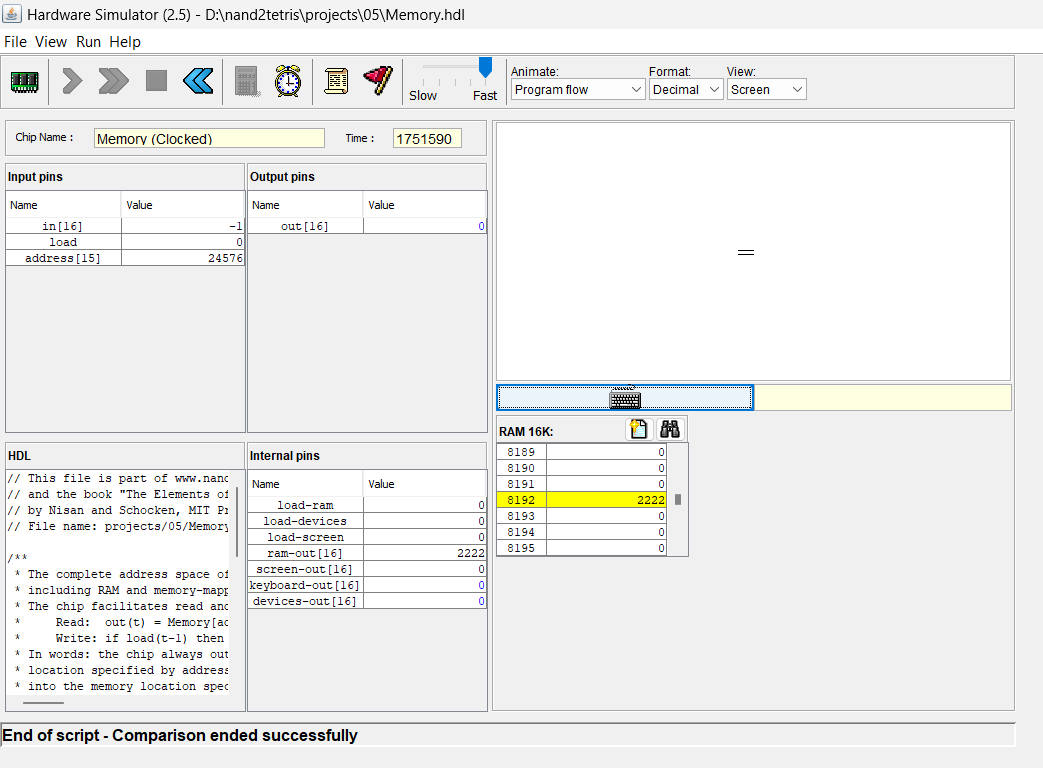 Hardware Simulator (2.5) - D:\nand2tetris\projects\05\Memory.hdl
File View Run Help
Slow Fast
Animate: Format: View:
Program flow Decimal Screen
Chip Name : Memory (Clocked) Time : 1751590
Input pins
Name Value
in[16] -1
load 0
address[15] 24576
Output pins
Name Value
out[16] 0
HDL
// This file is part of www.nand
// and the book "The Elements of
// by Nisan and Schocken, MIT Pr
// File name: projects/05/Memory
/**
* The complete address space of
* including RAM and memory-mapp
* The chip facilitates read and
* Read: out(t) = Memory[ad
* Write: if load(t-1) then
* In words: the chip always out
* location specified by address
* into the memory location spec
Internal pins
Name Value
load-ram 0
load-devices 0
load-screen 0
ram-out[16] 2222
screen-out[16] 0
keyboard-out[16] 0
devices-out[16] 0
RAM 16K:
8189 0
8190 0
8191 0
8192 2222
8193 0
8194 0
8195 0
End of script - Comparison ended successfully